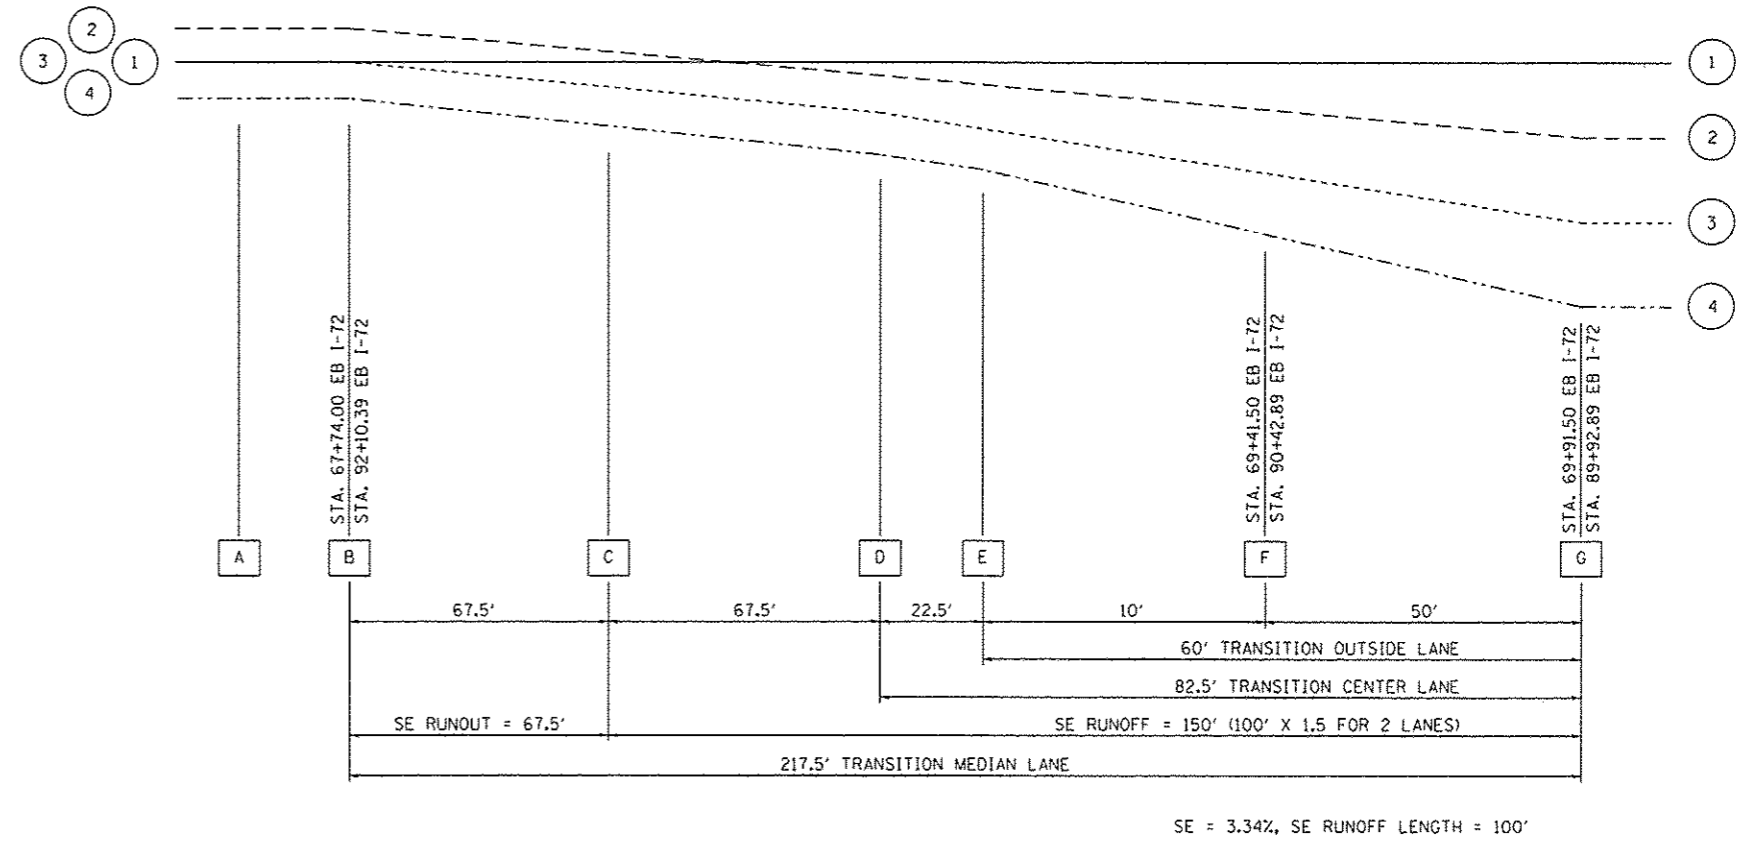 2
3
1
4
1
2
3
4
STA. 67+74.00 EB I-72
STA. 92+10.39 EB I-72
STA. 69+41.50 EB I-72
STA. 90+42.89 EB I-72
STA. 69+91.50 EB I-72
STA. 89+92.89 EB I-72
A
B
C
D
E
F
G
67.5'
67.5'
22.5'
10'
50'
60' TRANSITION OUTSIDE LANE
82.5' TRANSITION CENTER LANE
SE RUNOUT = 67.5'
SE RUNOFF = 150' (100' X 1.5 FOR 2 LANES)
217.5' TRANSITION MEDIAN LANE
SE = 3.34%, SE RUNOFF LENGTH = 100'